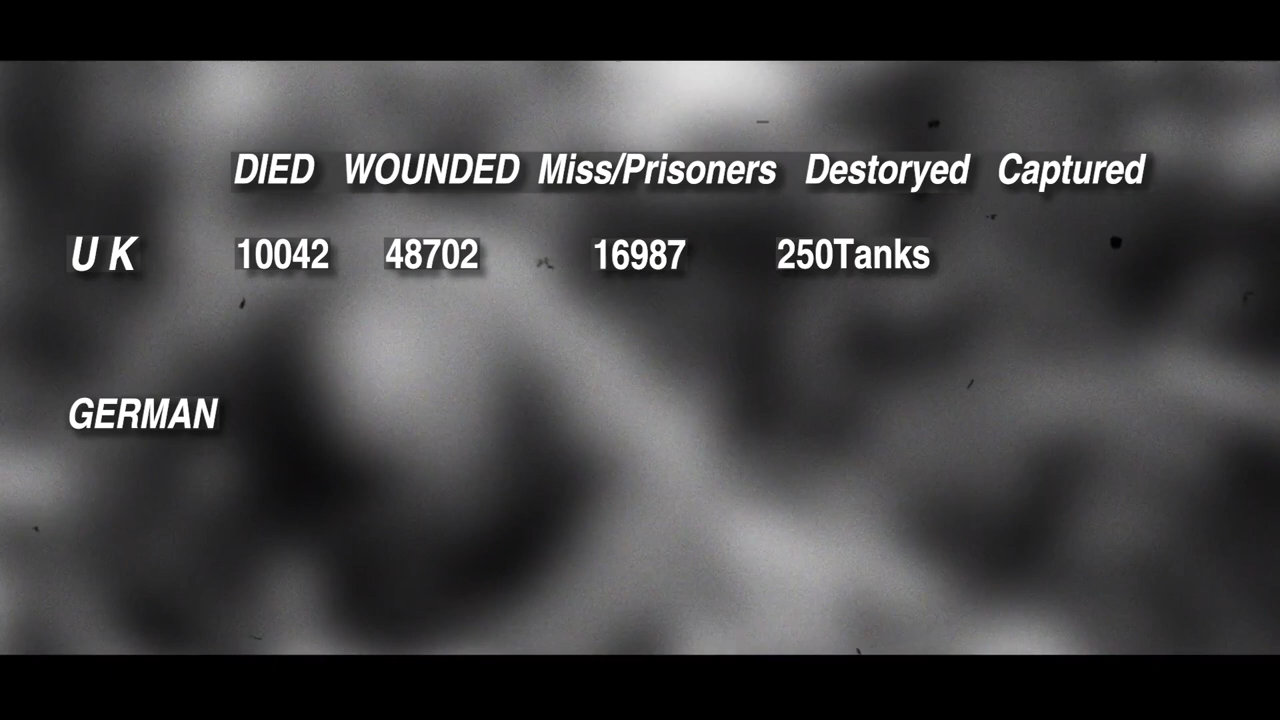 DIED WOUNDED Miss/Prisoners Destoryed Captured
U K 10042 48702 16987 250Tanks
GERMAN